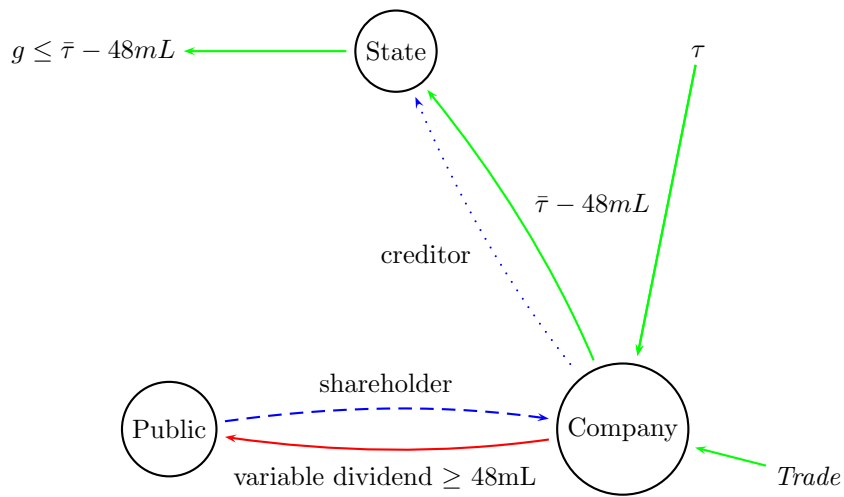 g ≤ τ̄ − 48mL
State
τ
τ̄ − 48mL
creditor
shareholder
Public
Company
variable dividend ≥ 48mL
Trade